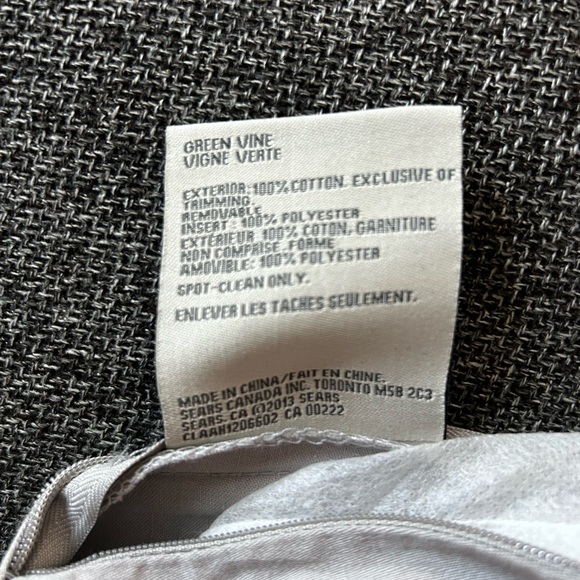 GREEN VINE
VIGNE VERTE
EXTERIOR: 100% COTTON. EXCLUSIVE OF
TRIMMING.
REMOVABLE
INSERT : 100% POLYESTER
EXTÉRIEUR: 100% COTON, GARNITURE
NON COMPRISE. FORME
AMOVIBLE: 100% POLYESTER
SPOT-CLEAN ONLY.
ENLEVER LES TACHES SEULEMENT.
MADE IN CHINA/FAIT EN CHINE.
SEARS CANADA INC. TORONTO M5B 2C3
SEARS. CA ©2013 SEARS
CLAAH1206602 CA 00222